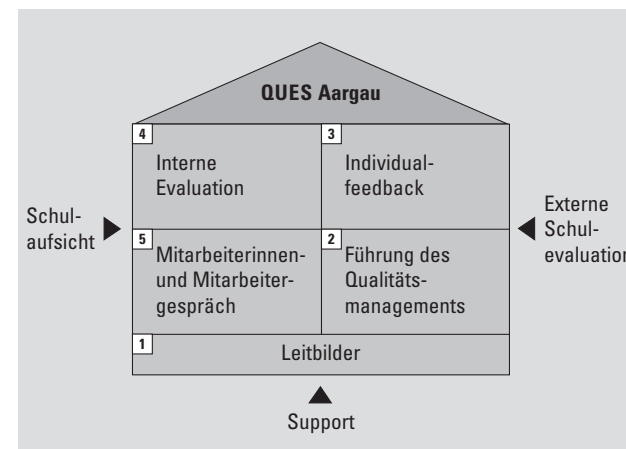 QUES Aargau
4
Interne
Evaluation
3
Individual-
feedback
Schul-
aufsicht
Externe
Schul-
evaluation
5
Mitarbeiterinnen-
und Mitarbeiter-
gespräch
2
Führung des
Qualitäts-
managements
1
Leitbilder
Support